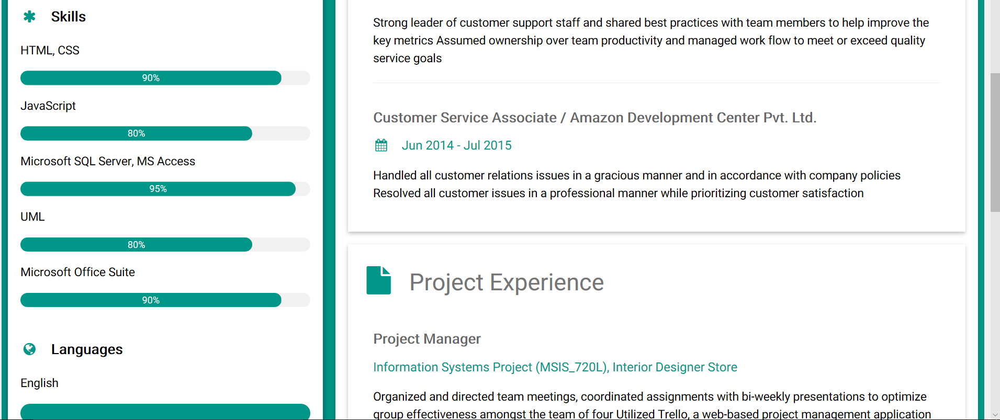 Skills
HTML, CSS
90%
JavaScript
80%
Microsoft SQL Server, MS Access
95%
UML
80%
Microsoft Office Suite
90%
Languages
English
Strong leader of customer support staff and shared best practices with team members to help improve the
key metrics Assumed ownership over team productivity and managed work flow to meet or exceed quality
service goals
Customer Service Associate / Amazon Development Center Pvt. Ltd.
Jun 2014 - Jul 2015
Handled all customer relations issues in a gracious manner and in accordance with company policies
Resolved all customer issues in a professional manner while prioritizing customer satisfaction
Project Experience
Project Manager
Information Systems Project (MSIS_720L), Interior Designer Store
Organized and directed team meetings, coordinated assignments with bi-weekly presentations to optimize
group effectiveness amongst the team of four Utilized Trello, a web-based project management application